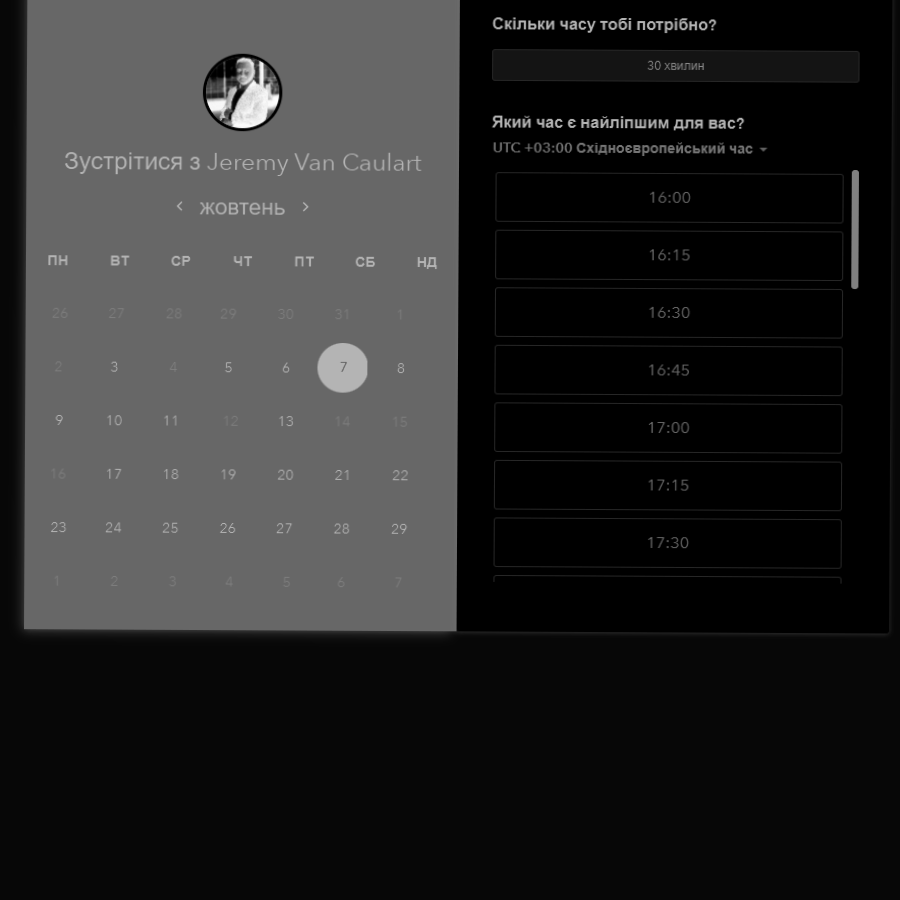 Зустрітися з Jeremy Van Caulart
жовтень
ПН ВТ СР ЧТ ПТ СБ НД
26 27 28 29 30 31 1
2 3 4 5 6 7 8
9 10 11 12 13 14 15
16 17 18 19 20 21 22
23 24 25 26 27 28 29
1 2 3 4 5 6 7
Скільки часу тобі потрібно?
30 хвилин
Який час є найліпшим для вас?
UTC +03:00 Східноєвропейський час
16:00
16:15
16:30
16:45
17:00
17:15
17:30